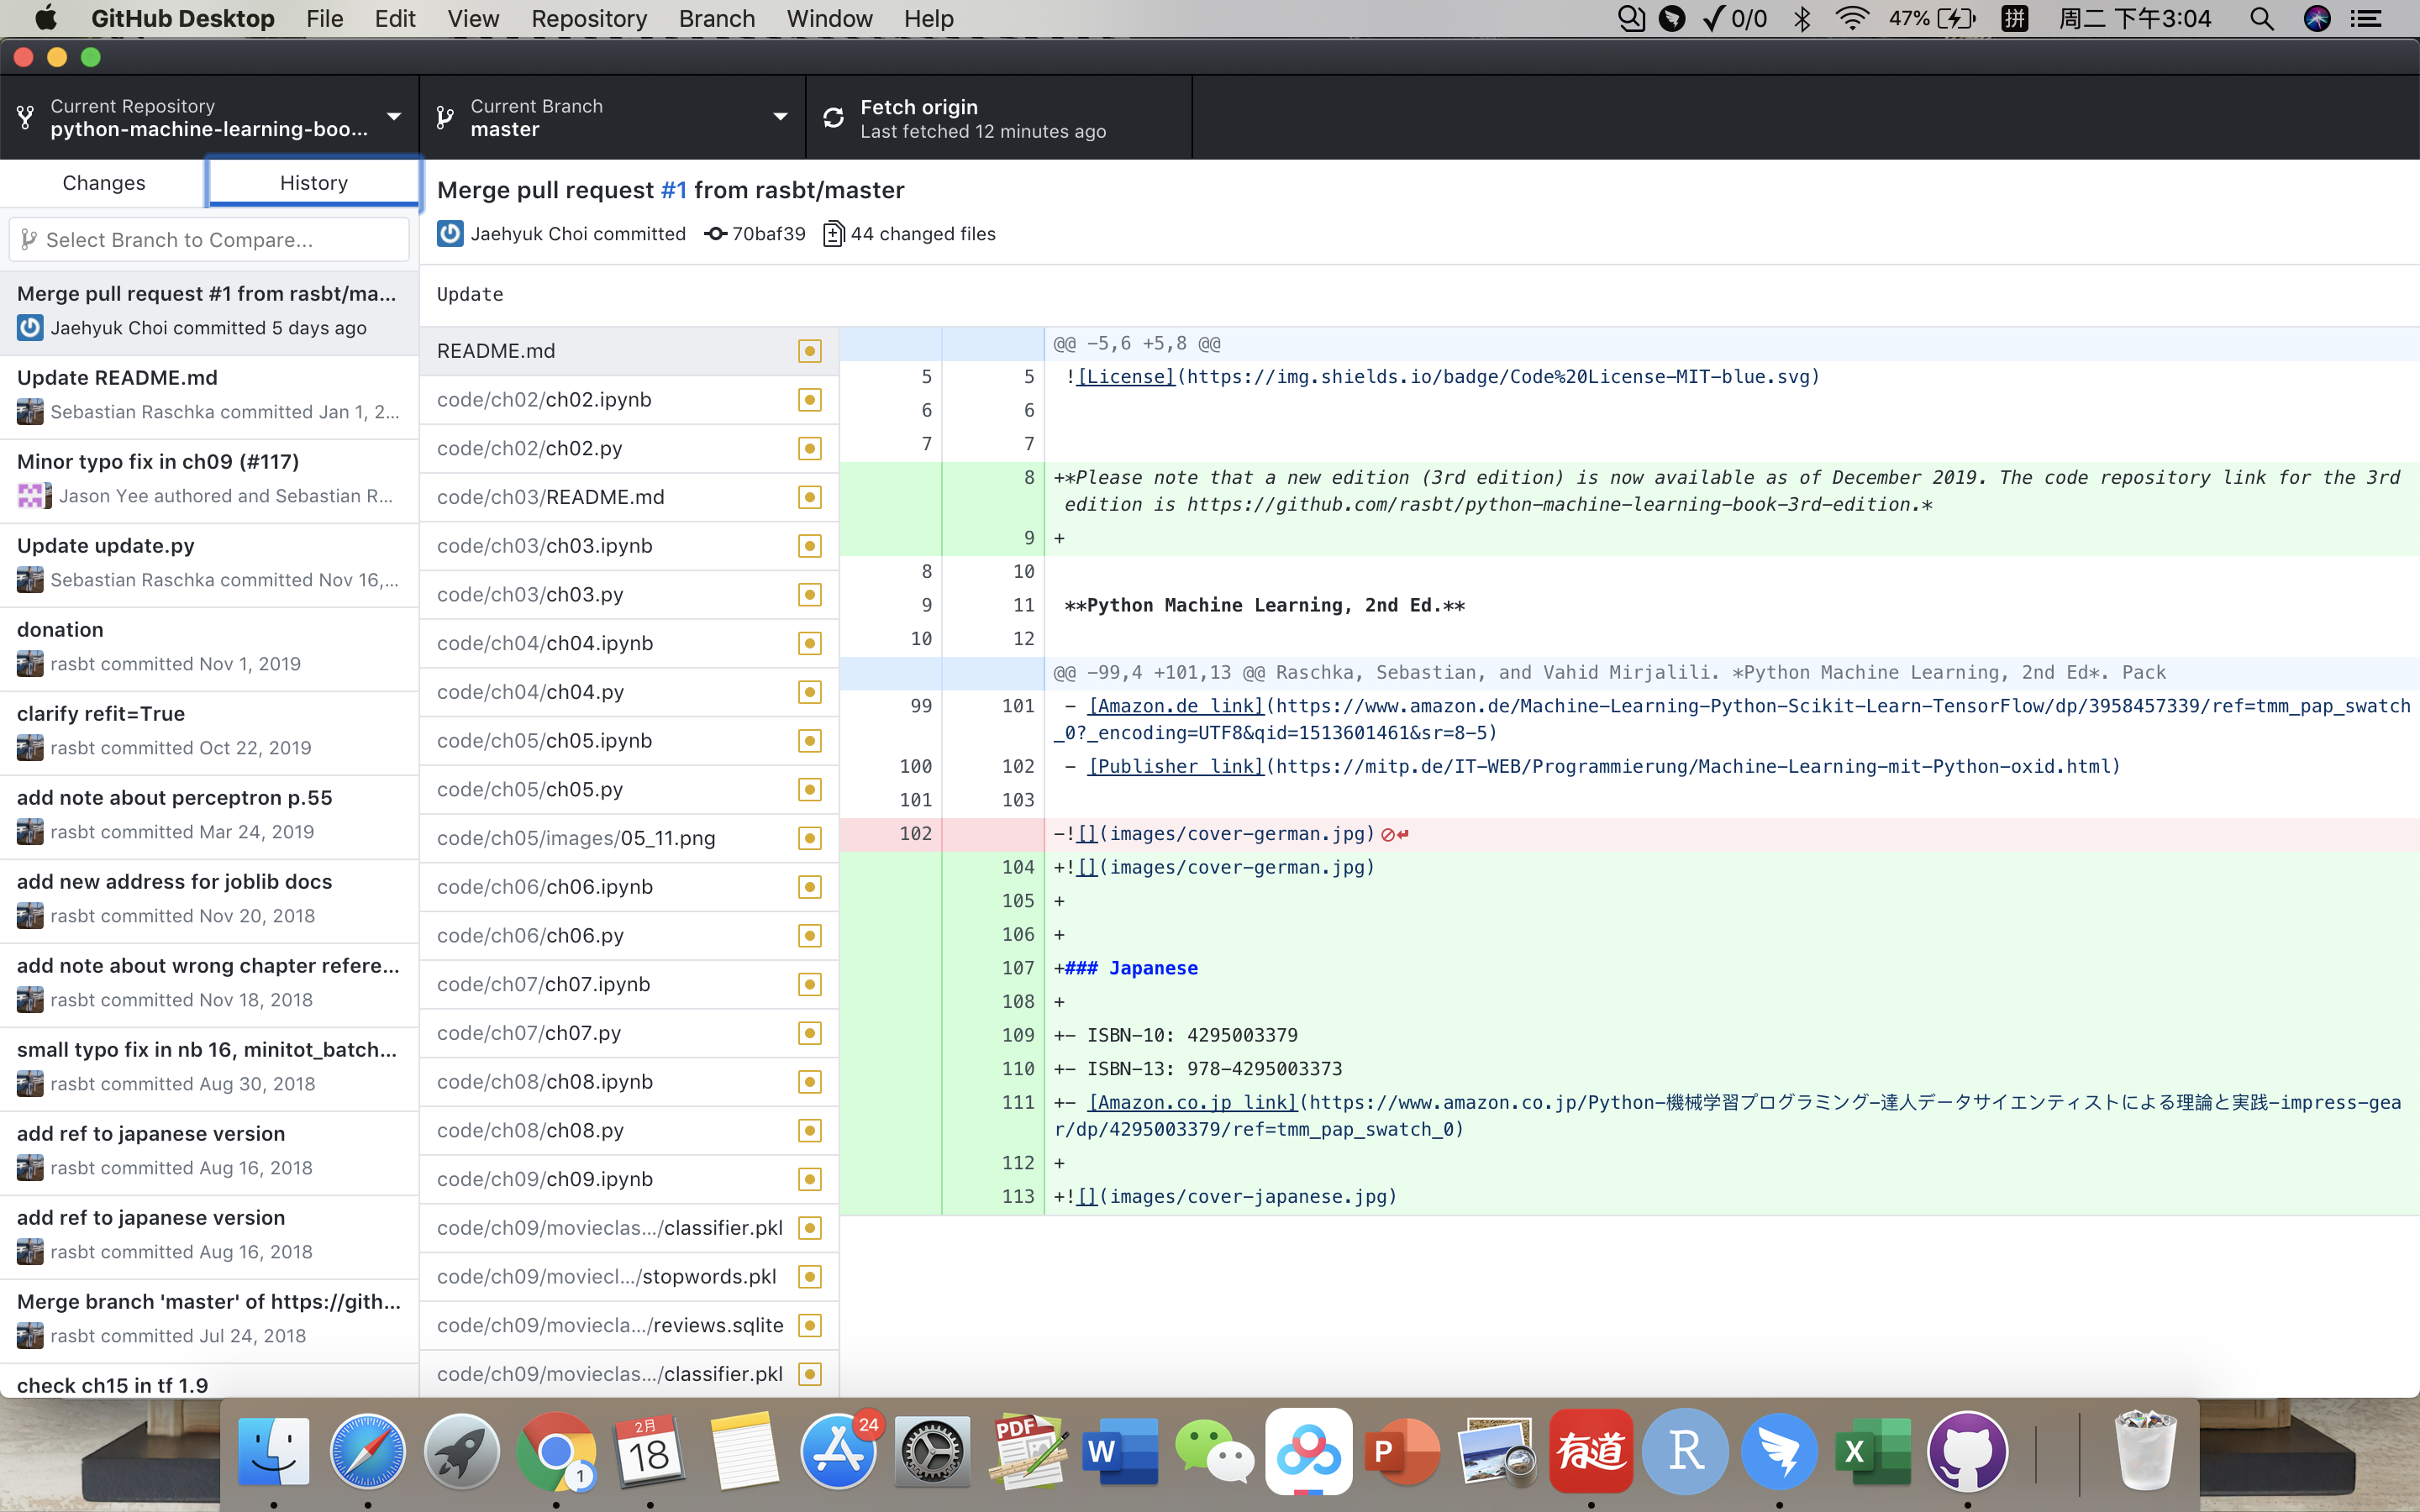 GitHub Desktop File Edit View Repository Branch Window Help 0/0 47% 拼 周二 下午3:04
Current Repository
python-machine-learning-boo...
Current Branch
master
Fetch origin
Last fetched 12 minutes ago
Changes
History
Select Branch to Compare...
Merge pull request #1 from rasbt/ma...
Jaehyuk Choi committed 5 days ago
Update README.md
Sebastian Raschka committed Jan 1, 2...
Minor typo fix in ch09 (#117)
Jason Yee authored and Sebastian R...
Update update.py
Sebastian Raschka committed Nov 16,...
donation
rasbt committed Nov 1, 2019
clarify refit=True
rasbt committed Oct 22, 2019
add note about perceptron p.55
rasbt committed Mar 24, 2019
add new address for joblib docs
rasbt committed Nov 20, 2018
add note about wrong chapter refere...
rasbt committed Nov 18, 2018
small typo fix in nb 16, minitot_batch...
rasbt committed Aug 30, 2018
add ref to japanese version
rasbt committed Aug 16, 2018
add ref to japanese version
rasbt committed Aug 16, 2018
Merge branch 'master' of https://gith...
rasbt committed Jul 24, 2018
check ch15 in tf 1.9
Merge pull request #1 from rasbt/master
Jaehyuk Choi committed 70baf39 44 changed files
Update
README.md
code/ch02/ch02.ipynb
code/ch02/ch02.py
code/ch03/README.md
code/ch03/ch03.ipynb
code/ch03/ch03.py
code/ch04/ch04.ipynb
code/ch04/ch04.py
code/ch05/ch05.ipynb
code/ch05/ch05.py
code/ch05/images/05_11.png
code/ch06/ch06.ipynb
code/ch06/ch06.py
code/ch07/ch07.ipynb
code/ch07/ch07.py
code/ch08/ch08.ipynb
code/ch08/ch08.py
code/ch09/ch09.ipynb
code/ch09/movieclas.../classifier.pkl
code/ch09/moviecl.../stopwords.pkl
code/ch09/moviecla.../reviews.sqlite
code/ch09/movieclas.../classifier.pkl
@@ -5,6 +5,8 @@
5 5 ![License](https://img.shields.io/badge/Code%20License-MIT-blue.svg)
6 6
7 7
8 +*Please note that a new edition (3rd edition) is now available as of December 2019. The code repository link for the 3rd
edition is https://github.com/rasbt/python-machine-learning-book-3rd-edition.*
9 +
8 10
9 11 **Python Machine Learning, 2nd Ed.**
10 12
@@ -99,4 +101,13 @@ Raschka, Sebastian, and Vahid Mirjalili. *Python Machine Learning, 2nd Ed*. Pack
99 101 - [Amazon.de link](https://www.amazon.de/Machine-Learning-Python-Scikit-Learn-TensorFlow/dp/3958457339/ref=tmm_pap_swatch
_0?_encoding=UTF8&qid=1513601461&sr=8-5)
100 102 - [Publisher link](https://mitp.de/IT-WEB/Programmierung/Machine-Learning-mit-Python-oxid.html)
101 103
102 -![](images/cover-german.jpg)
104 +![](images/cover-german.jpg)
105 +
106 +
107 +### Japanese
108 +
109 +- ISBN-10: 4295003379
110 +- ISBN-13: 978-4295003373
111 +- [Amazon.co.jp link](https://www.amazon.co.jp/Python-機械学習プログラミング-達人データサイエンティストによる理論と実践-impress-gea
r/dp/4295003379/ref=tmm_pap_swatch_0)
112 +
113 +![](images/cover-japanese.jpg)
1
2月
18
24
PDF
W
P
有道
R
X